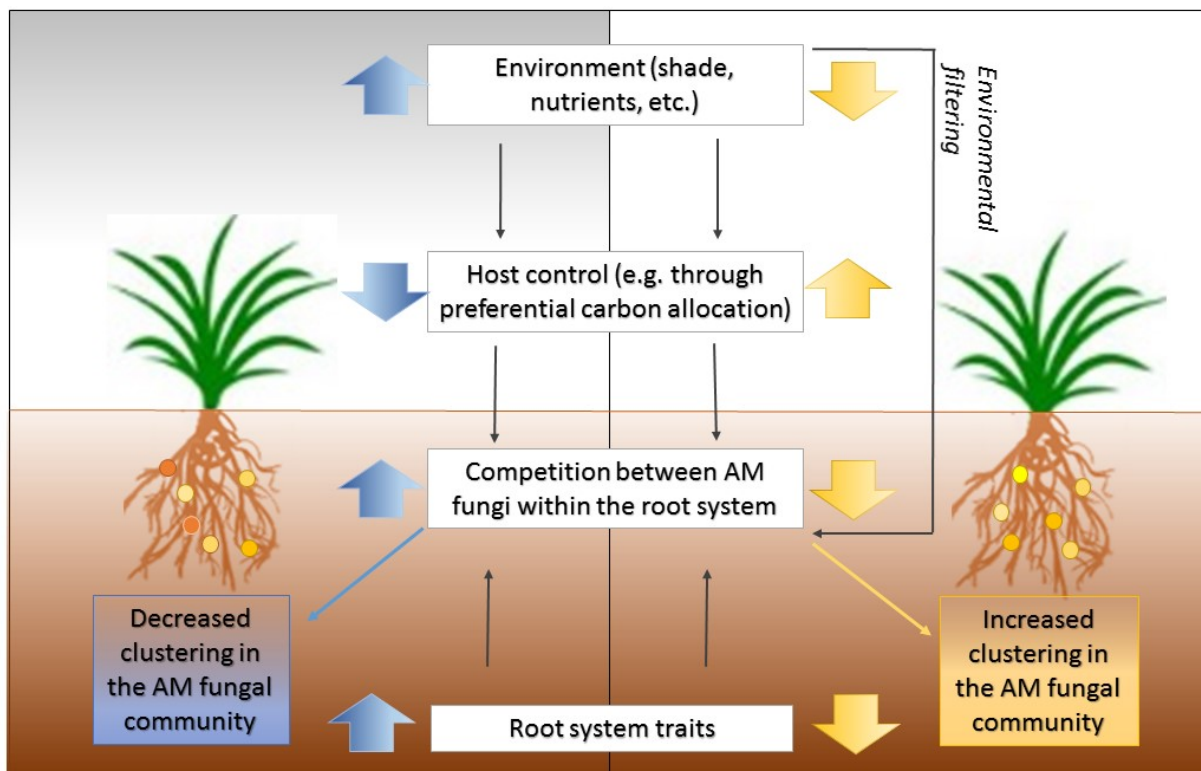 Environment (shade,
nutrients, etc.)
Environmental
filtering
Host control (e.g. through
preferential carbon allocation)
Competition between AM
fungi within the root system
Decreased
clustering in
the AM fungal
community
Increased
clustering in
the AM fungal
community
Root system traits